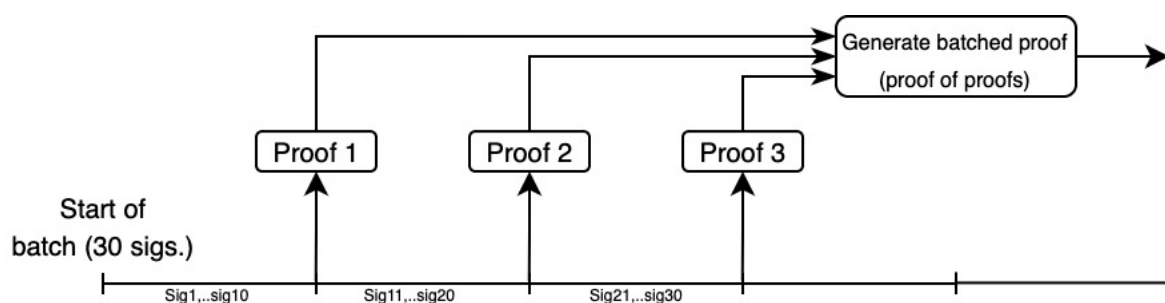 Generate batched proof
(proof of proofs)
Proof 1
Proof 2
Proof 3
Start of
batch (30 sigs.)
Sig1,..sig10
Sig11,..sig20
Sig21,..sig30